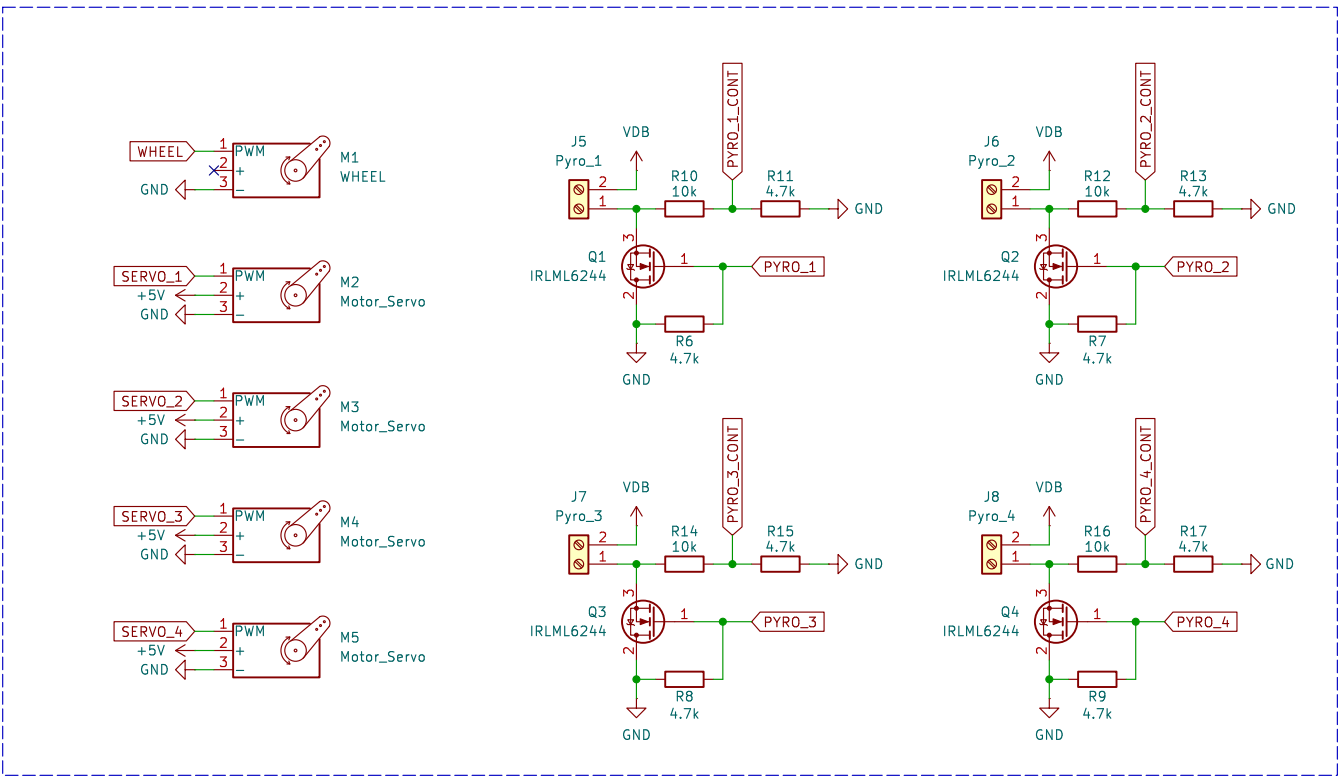 WHEEL
1
PWM
2
+
GND
3
-
M1
WHEEL
SERVO_1
1
PWM
+5V
2
+
GND
3
-
M2
Motor_Servo
SERVO_2
1
PWM
+5V
2
+
GND
3
-
M3
Motor_Servo
SERVO_3
1
PWM
+5V
2
+
GND
3
-
M4
Motor_Servo
SERVO_4
1
PWM
+5V
2
+
GND
3
-
M5
Motor_Servo
J5
Pyro_1
VDB
PYRO_1_CONT
2
1
R10
10k
R11
4.7k
GND
3
Q1
IRLML6244
1
PYRO_1
2
R6
4.7k
GND
J6
Pyro_2
VDB
PYRO_2_CONT
2
1
R12
10k
R13
4.7k
GND
3
Q2
IRLML6244
1
PYRO_2
2
R7
4.7k
GND
J7
Pyro_3
VDB
PYRO_3_CONT
2
1
R14
10k
R15
4.7k
GND
3
Q3
IRLML6244
1
PYRO_3
2
R8
4.7k
GND
J8
Pyro_4
VDB
PYRO_4_CONT
2
1
R16
10k
R17
4.7k
GND
3
Q4
IRLML6244
1
PYRO_4
2
R9
4.7k
GND